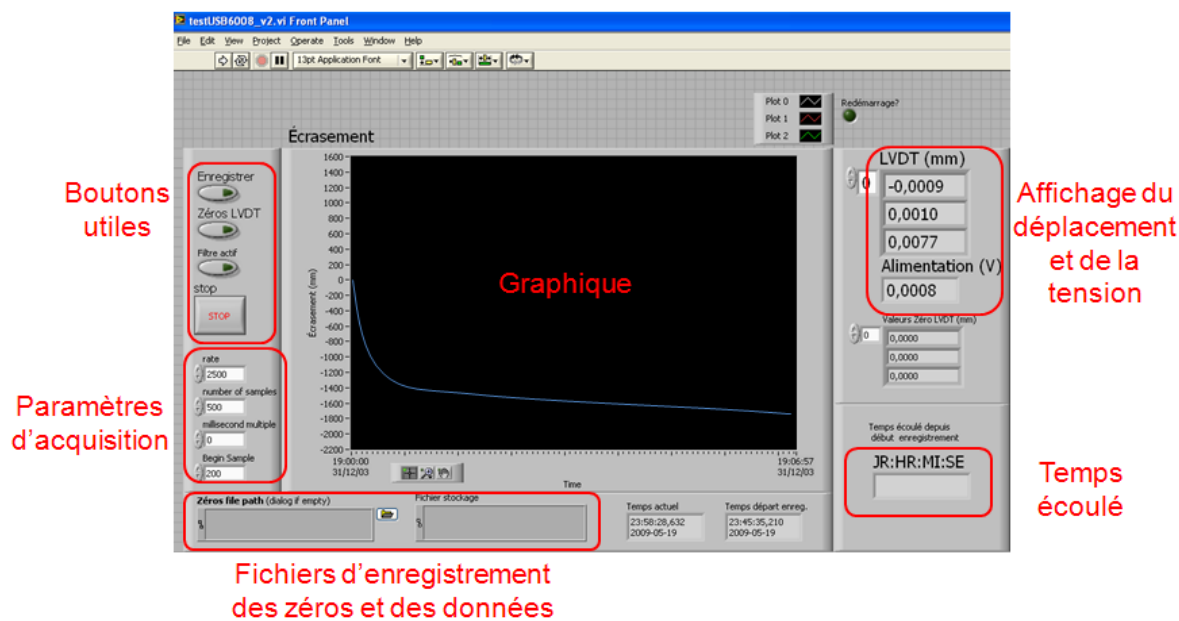 testUSB6008_v2.vi Front Panel
File Edit View Project Operate Tools Window Help
13pt Application Font
Plot 0
Plot 1
Plot 2
Redémarrage?
Écrasement
Boutons
utiles
Enregistrer
Zéros LVDT
Filtre actif
stop
STOP
Paramètres
d'acquisition
rate
2500
number of samples
500
millisecond multiple
0
Begin Sample
200
Écrasement (mm)
1600
1400
1200
1000
800
600
400
200
0
-200
-400
-600
-800
-1000
-1200
-1400
-1600
-1800
-2000
-2200
Graphique
19:00:00
31/12/03
19:06:57
31/12/03
Time
LVDT (mm)
0
-0,0009
0,0010
0,0077
Alimentation (V)
0,0008
Affichage du
déplacement
et de la
tension
Valeurs Zéro LVDT (mm)
0
0,0000
0,0000
0,0000
Temps écoulé depuis
début enregistrement
JR:HR:MI:SE
Temps
écoulé
Zéros file path (dialog if empty)
Fichier stockage
Temps actuel
23:58:28,632
2009-05-19
Temps départ enreg.
23:45:35,210
2009-05-19
Fichiers d'enregistrement
des zéros et des données